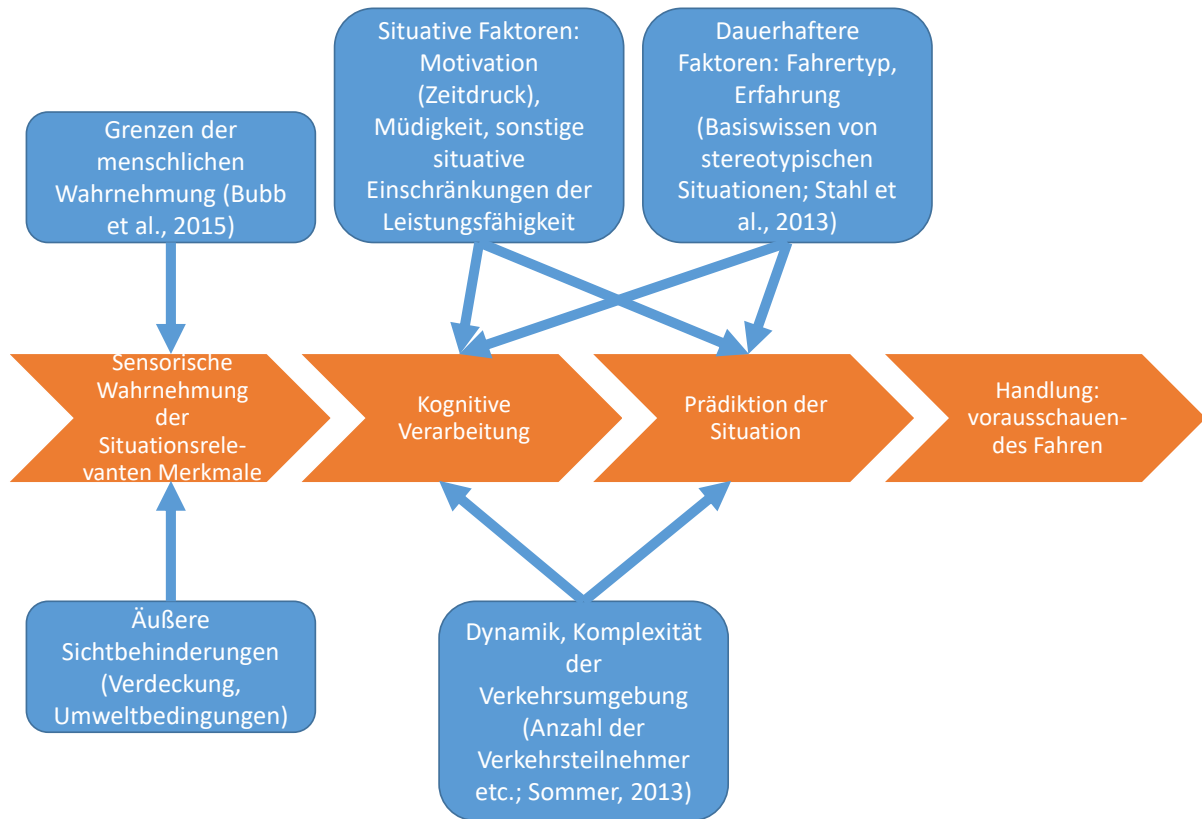 Situative Faktoren:
Motivation
(Zeitdruck),
Müdigkeit, sonstige
situative
Einschränkungen der
Leistungsfähigkeit
Dauerhaftere
Faktoren: Fahrertyp,
Erfahrung
(Basiswissen von
stereotypischen
Situationen; Stahl et
al., 2013)
Grenzen der
menschlichen
Wahrnehmung (Bubb
et al., 2015)
Sensorische
Wahrnehmung
der
Situationsrele-
vanten Merkmale
Kognitive
Verarbeitung
Prädiktion der
Situation
Handlung:
vorausschauen-
des Fahren
Äußere
Sichtbehinderungen
(Verdeckung,
Umweltbedingungen)
Dynamik, Komplexität
der
Verkehrsumgebung
(Anzahl der
Verkehrsteilnehmer
etc.; Sommer, 2013)